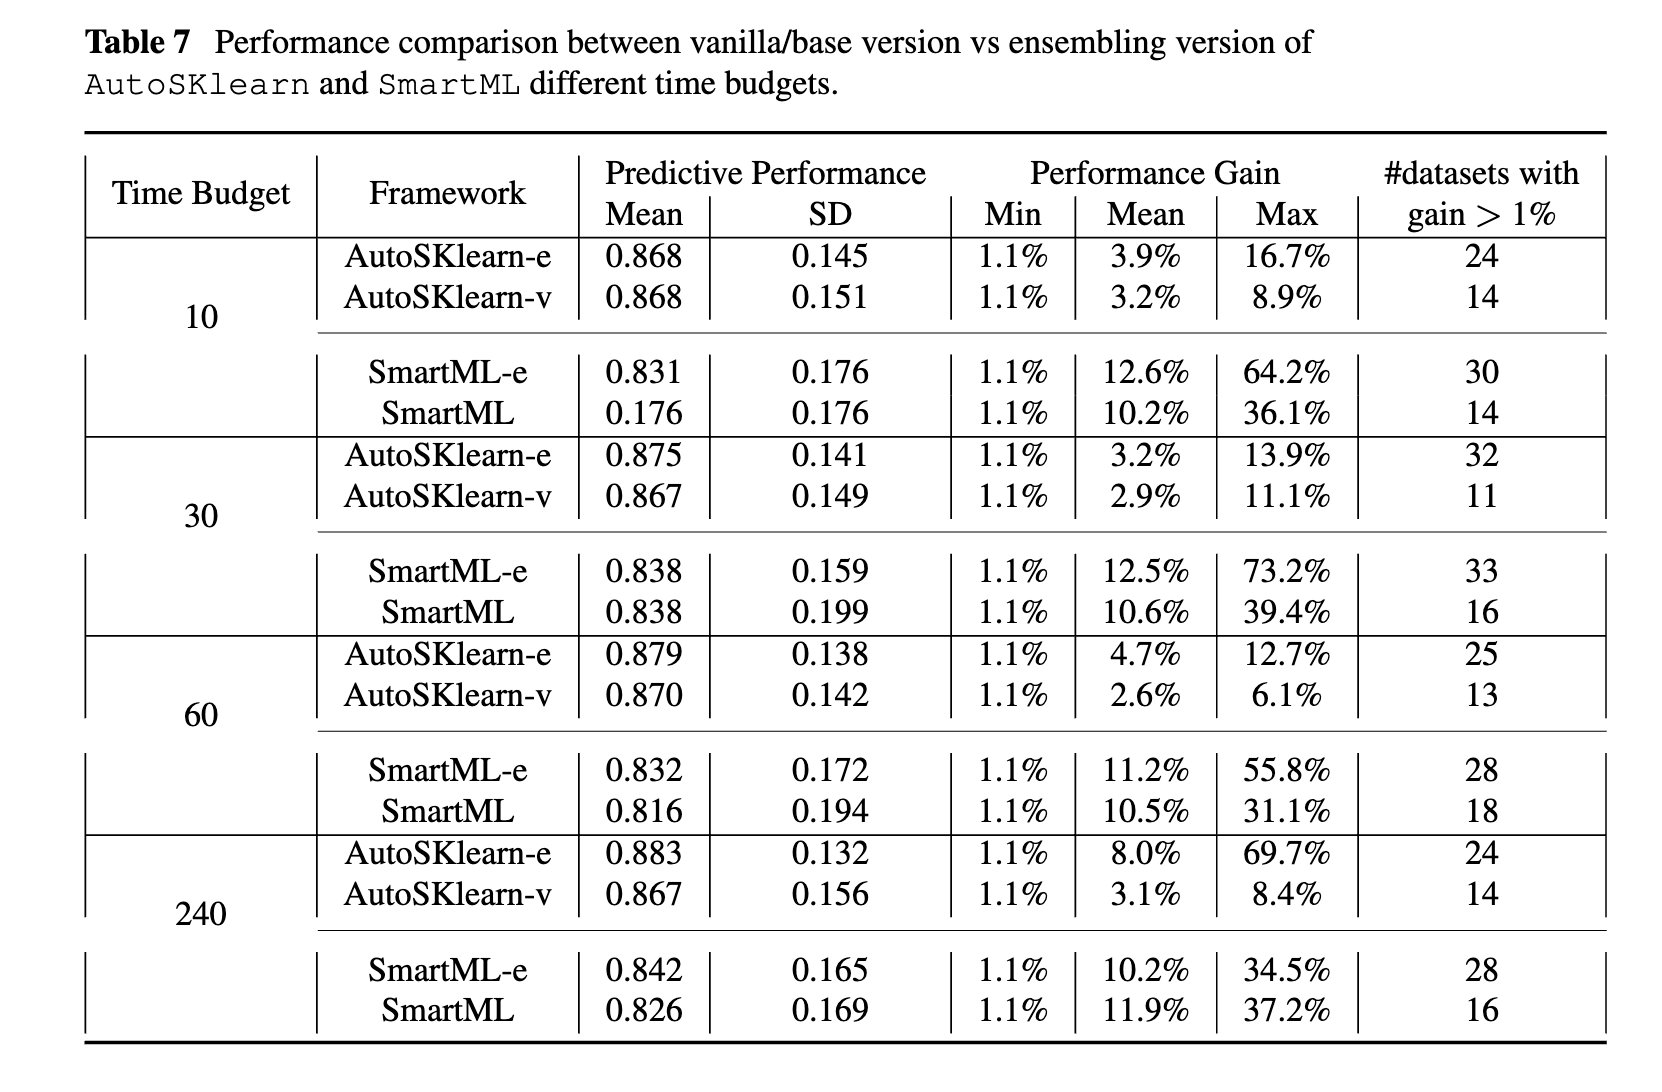 Table 7 Performance comparison between vanilla/base version vs ensembling version of
AutoSKlearn and SmartML different time budgets.
Time Budget Framework Predictive Performance Performance Gain #datasets with
Mean SD Min Mean Max gain > 1%
10
AutoSKlearn-e 0.868 0.145 1.1% 3.9% 16.7% 24
AutoSKlearn-v 0.868 0.151 1.1% 3.2% 8.9% 14
SmartML-e 0.831 0.176 1.1% 12.6% 64.2% 30
SmartML 0.176 0.176 1.1% 10.2% 36.1% 14
30
AutoSKlearn-e 0.875 0.141 1.1% 3.2% 13.9% 32
AutoSKlearn-v 0.867 0.149 1.1% 2.9% 11.1% 11
SmartML-e 0.838 0.159 1.1% 12.5% 73.2% 33
SmartML 0.838 0.199 1.1% 10.6% 39.4% 16
60
AutoSKlearn-e 0.879 0.138 1.1% 4.7% 12.7% 25
AutoSKlearn-v 0.870 0.142 1.1% 2.6% 6.1% 13
SmartML-e 0.832 0.172 1.1% 11.2% 55.8% 28
SmartML 0.816 0.194 1.1% 10.5% 31.1% 18
240
AutoSKlearn-e 0.883 0.132 1.1% 8.0% 69.7% 24
AutoSKlearn-v 0.867 0.156 1.1% 3.1% 8.4% 14
SmartML-e 0.842 0.165 1.1% 10.2% 34.5% 28
SmartML 0.826 0.169 1.1% 11.9% 37.2% 16